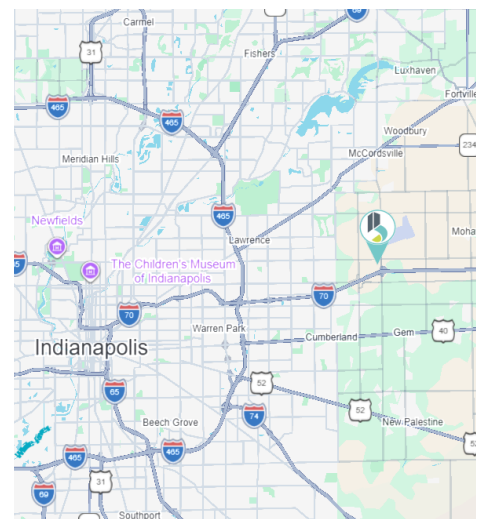 69
Carmel
31
Fishers
Luxhaven
Fortville
465
465
Woodbury
234
McCordsville
Meridian Hills
465
Newfields
Lawrence
Moha
The Children's Museum
of Indianapolis
65
70
70
Warren Park
Cumberland
Gem
40
Indianapolis
52
65
52
74
Beech Grove
New Palestine
465
465
31
69
Southport